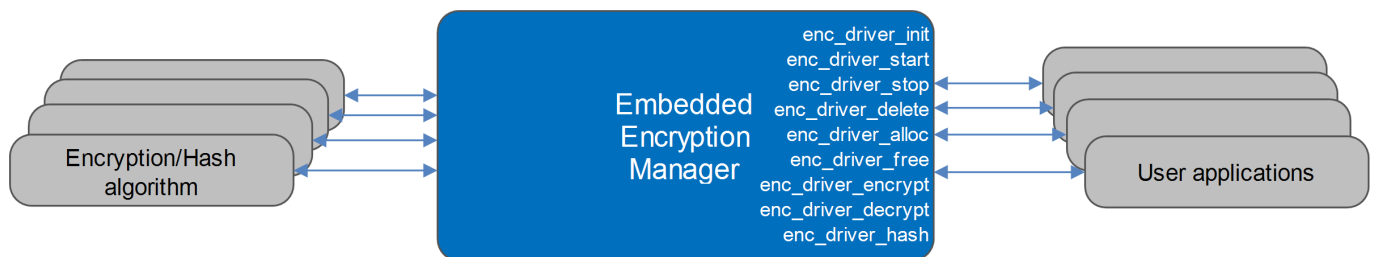 Encryption/Hash
algorithm
Embedded
Encryption
Manager
enc_driver_init
enc_driver_start
enc_driver_stop
enc_driver_delete
enc_driver_alloc
enc_driver_free
enc_driver_encrypt
enc_driver_decrypt
enc_driver_hash
User applications